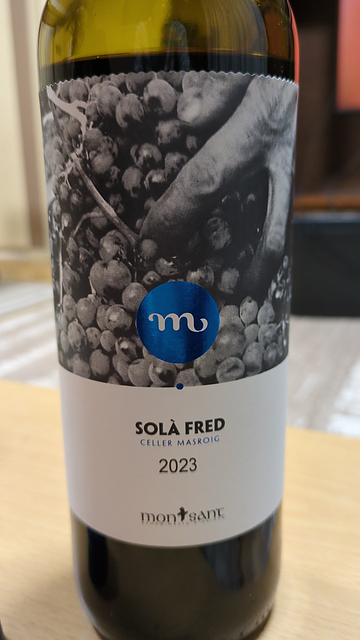 m
SOLÀ FRED
CELLER MASROIG
2023
montsant